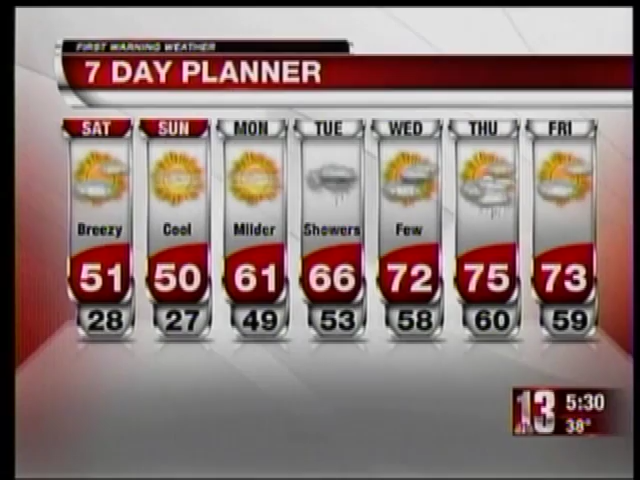 FIRST WARNING WEATHER
7 DAY PLANNER
SAT SUN MON TUE WED THU FRI
Breezy Cool Milder Showers Few
51 50 61 66 72 75 73
28 27 49 53 58 60 59
13 5:30
38°